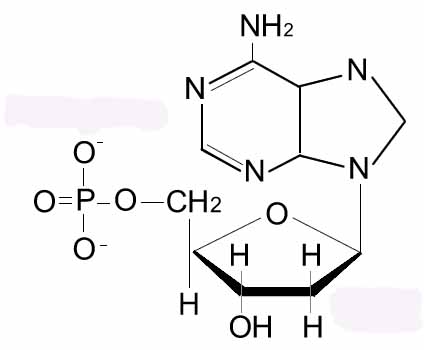 NH2
N N
N N
O-
O=P-O-CH2 O
O-
H H
H
OH H